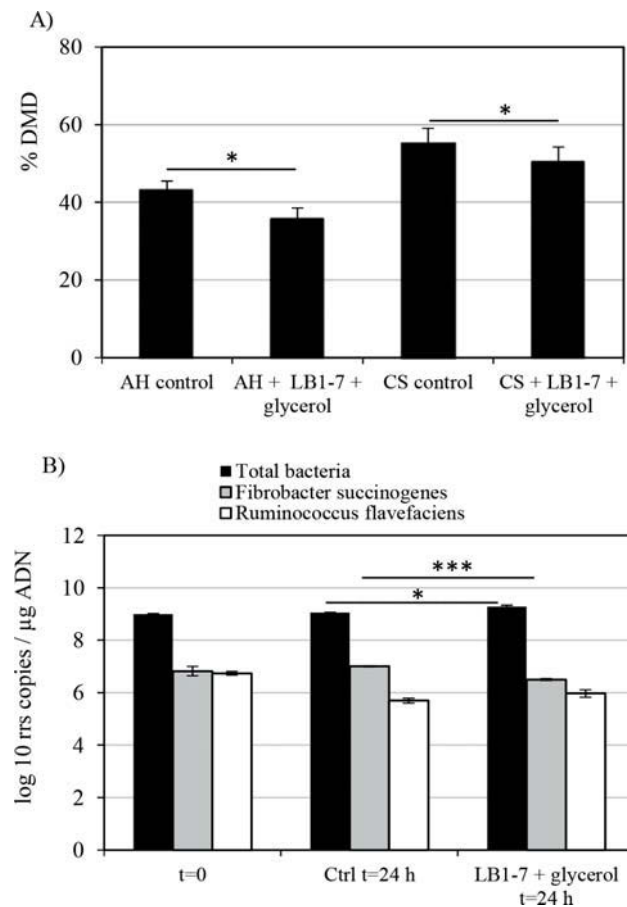 A)
80
60
40
20
0
% DMD
*
*
AH control
AH + LB1-7 +
glycerol
CS control
CS + LB1-7 +
glycerol
B)
Total bacteria
Fibrobacter succinogenes
Ruminococcus flavefaciens
12
10
8
6
4
2
0
log 10 rrs copies / µg ADN
***
*
t=0
Ctrl t=24 h
LB1-7 + glycerol
t=24 h